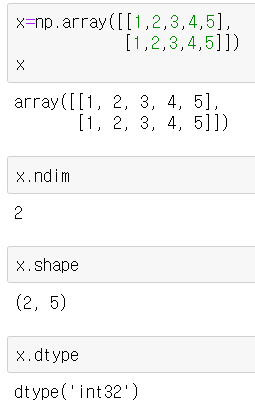 x=np.array([[1,2,3,4,5],
[1,2,3,4,5]])
x
array([[1, 2, 3, 4, 5],
[1, 2, 3, 4, 5]])
x.ndim
2
x.shape
(2, 5)
x.dtype
dtype('int32')